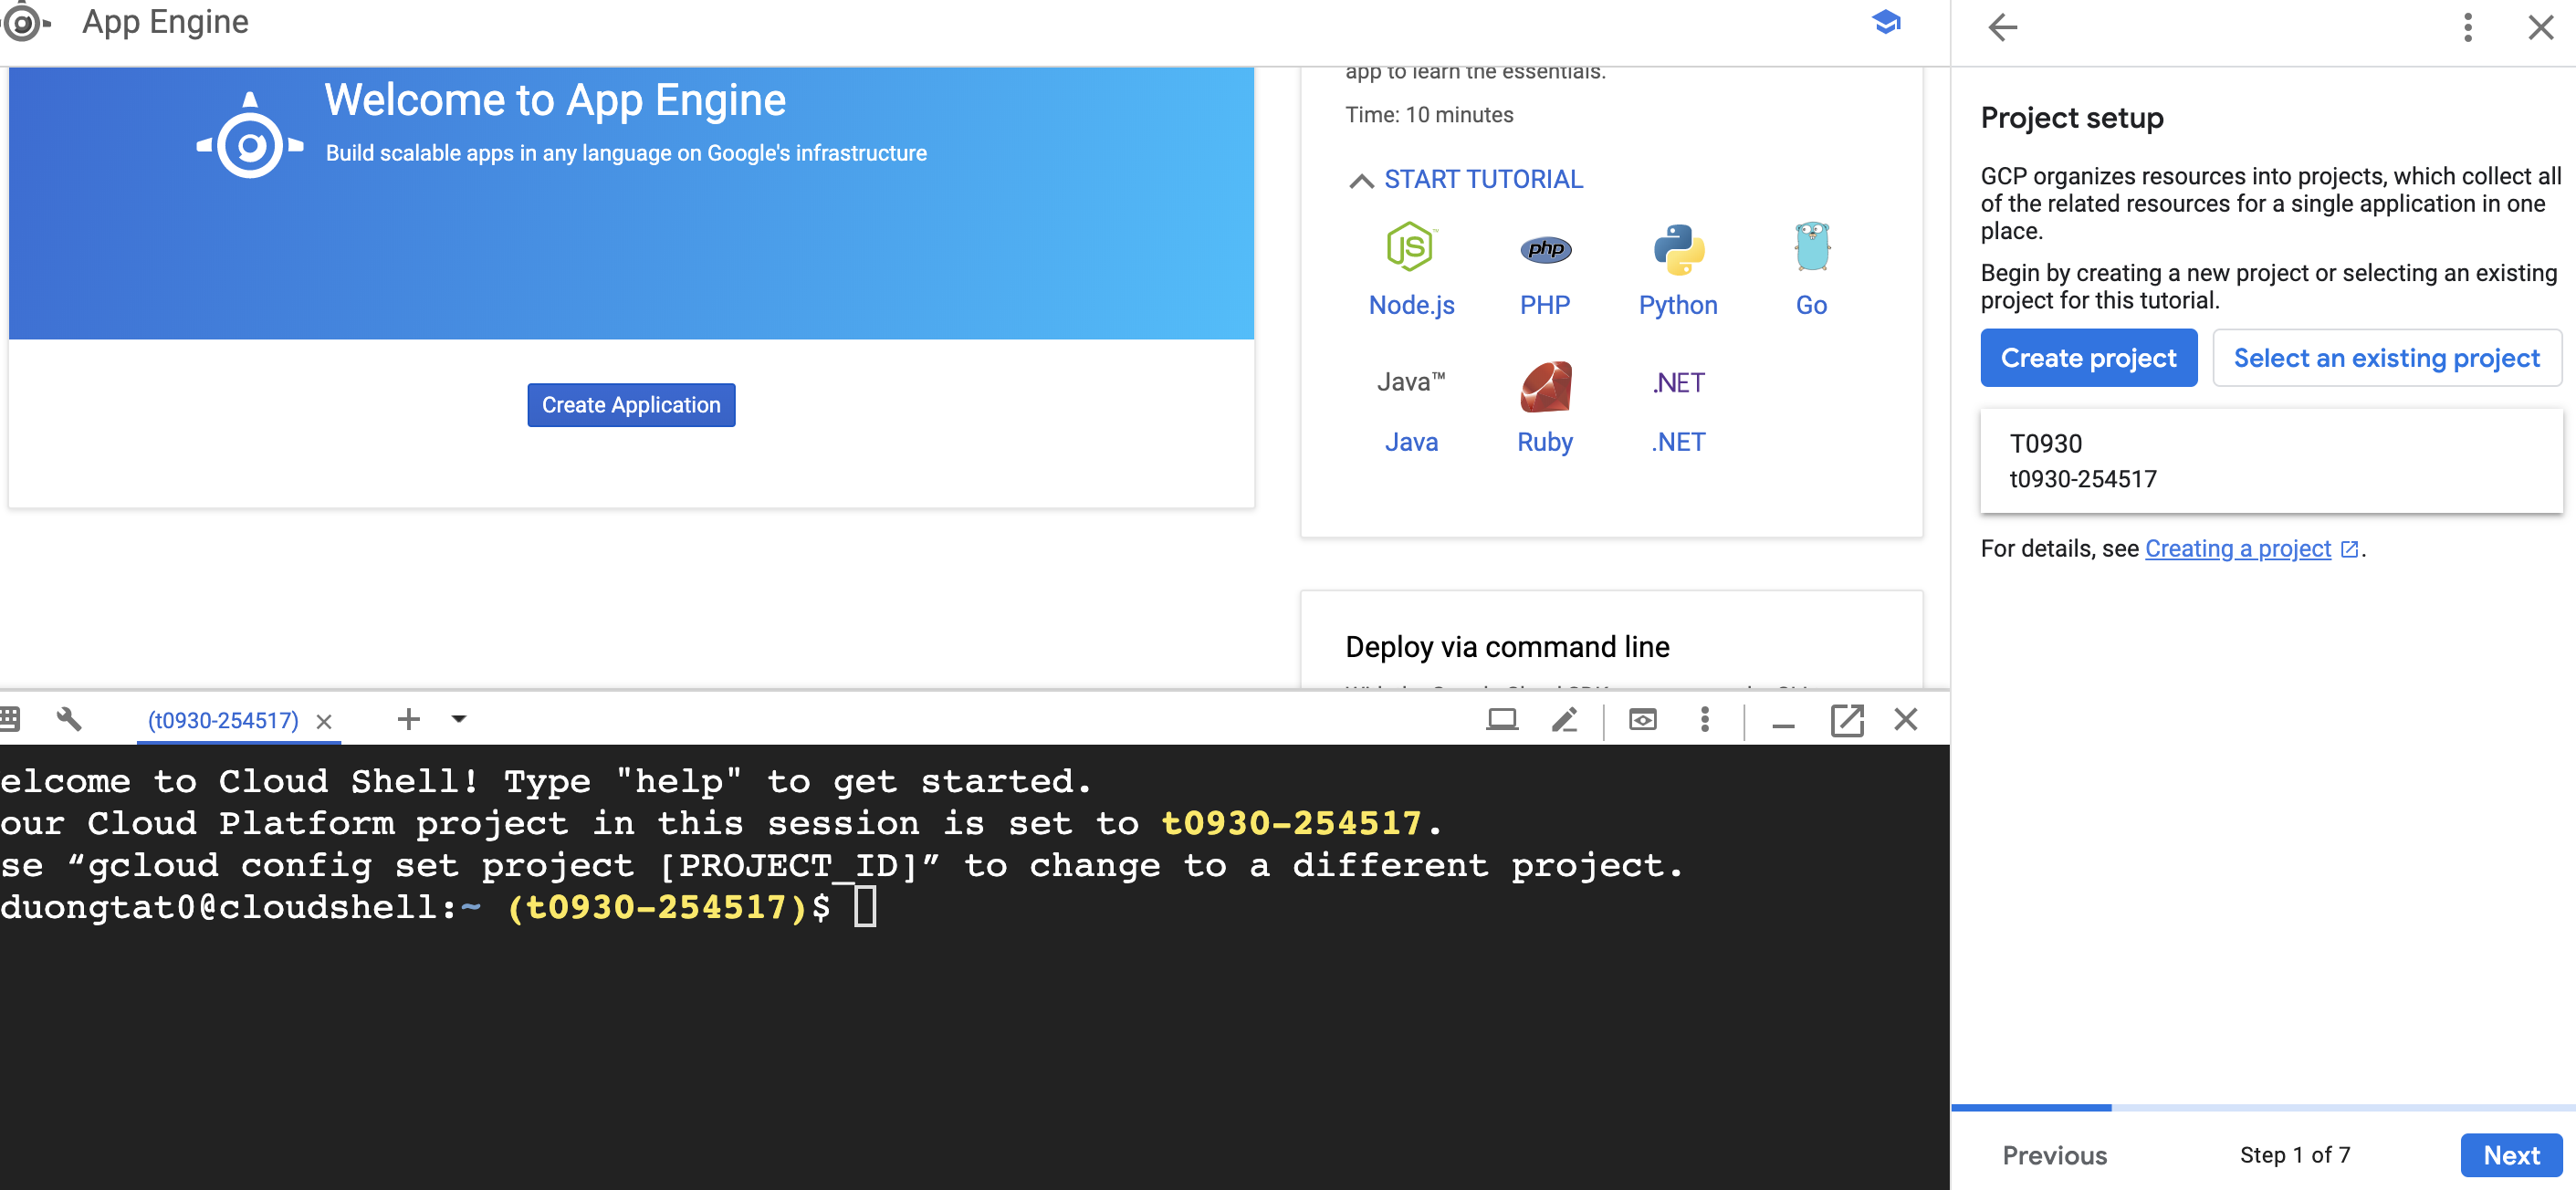 App Engine
Welcome to App Engine
Build scalable apps in any language on Google's infrastructure
Create Application
app to learn the essentials.
Time: 10 minutes
START TUTORIAL
JS php
Node.js PHP Python Go
Java™ .NET
Java Ruby .NET
Deploy via command line
Project setup
GCP organizes resources into projects, which collect all
of the related resources for a single application in one
place.
Begin by creating a new project or selecting an existing
project for this tutorial.
Create project Select an existing project
T0930
t0930-254517
For details, see Creating a project.
Previous Step 1 of 7 Next
(t0930-254517)
elcome to Cloud Shell! Type "help" to get started.
our Cloud Platform project in this session is set to t0930-254517.
se “gcloud config set project [PROJECT_ID]” to change to a different project.
duongtat0@cloudshell:~ (t0930-254517)$